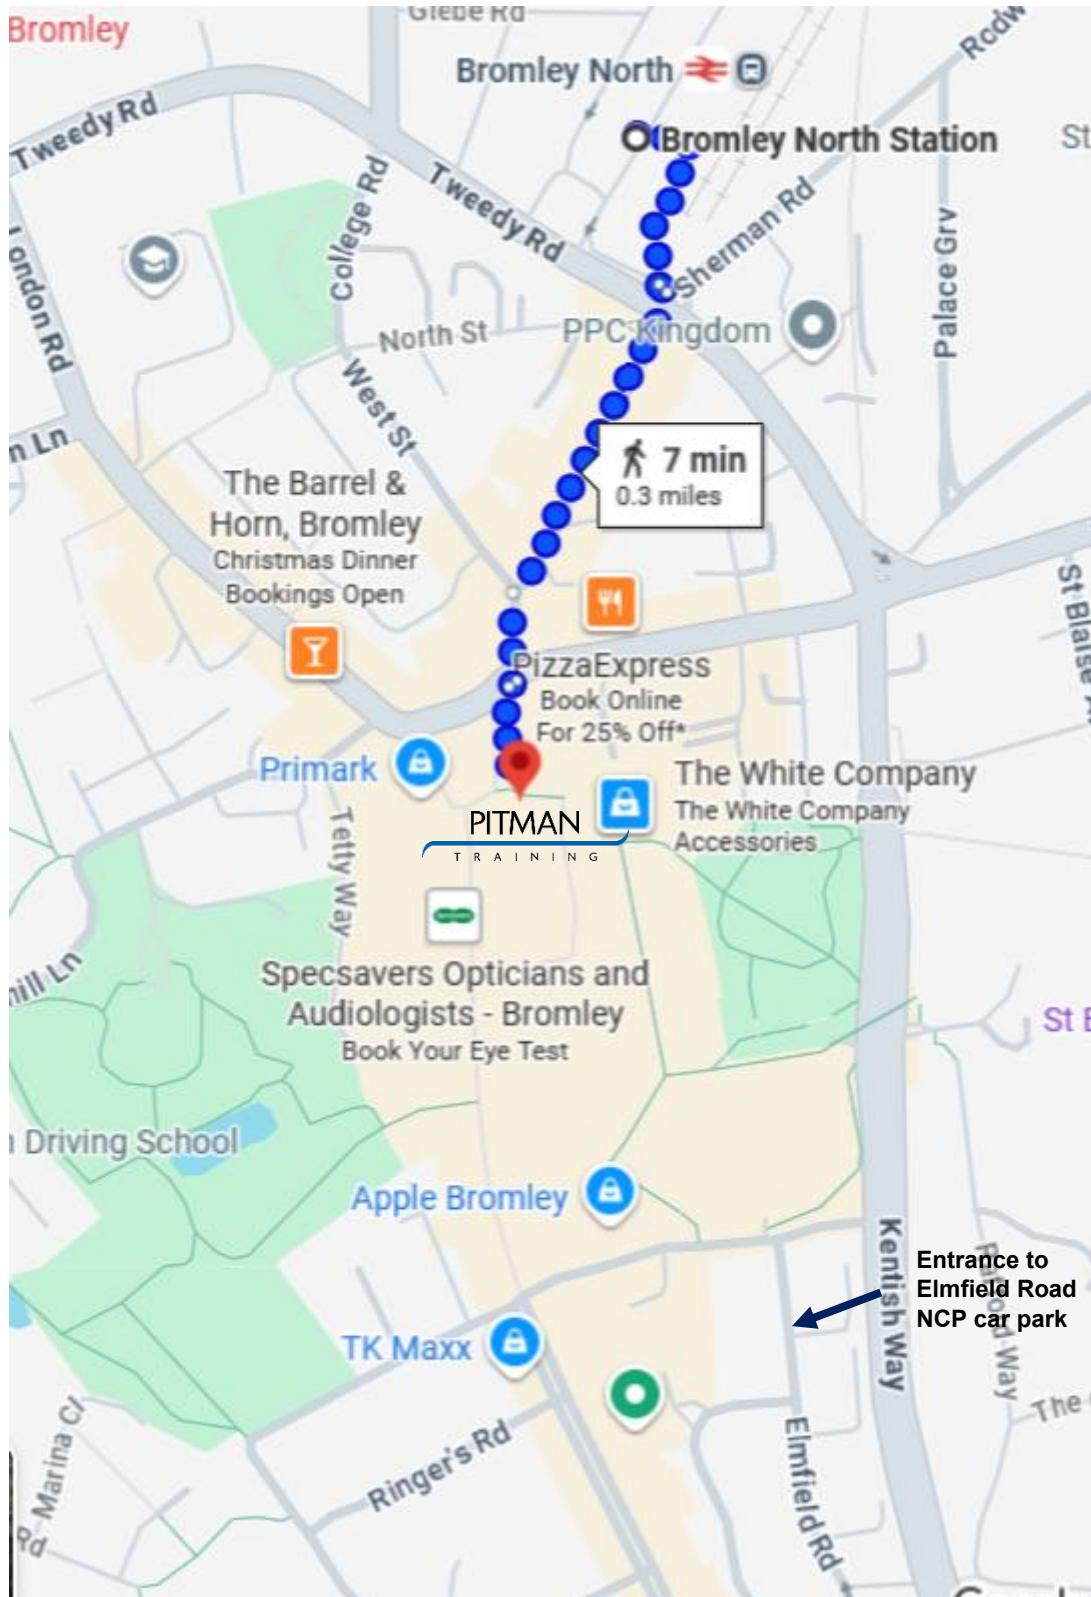 Bromley
Glebe Rd
Bromley North
Tweedy Rd
Bromley North Station
College Rd
Tweedy Rd
Sherman Rd
Palace Grv
London Rd
North St
PPC Kingdom
West St
7 min
0.3 miles
The Barrel &
Horn, Bromley
Christmas Dinner
Bookings Open
PizzaExpress
Book Online
For 25% Off*
Primark
The White Company
The White Company
Accessories
PITMAN
TRAINING
Tetty Way
Specsavers Opticians and
Audiologists - Bromley
Book Your Eye Test
Driving School
Apple Bromley
Kentish Way
Entrance to
Elmfield Road
NCP car park
TK Maxx
Ringer's Rd
Elmfield Rd
Marina Cl
Rd
The